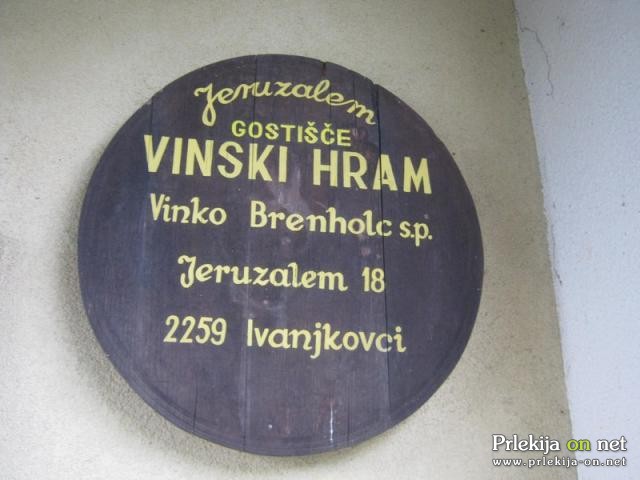 Jeruzalem
GOSTIŠČE
VINSKI HRAM
Vinko Brenholc s.p.
Jeruzalem 18
2259 Ivanjkovci
Prlekija on net
www.prlekija-on.net